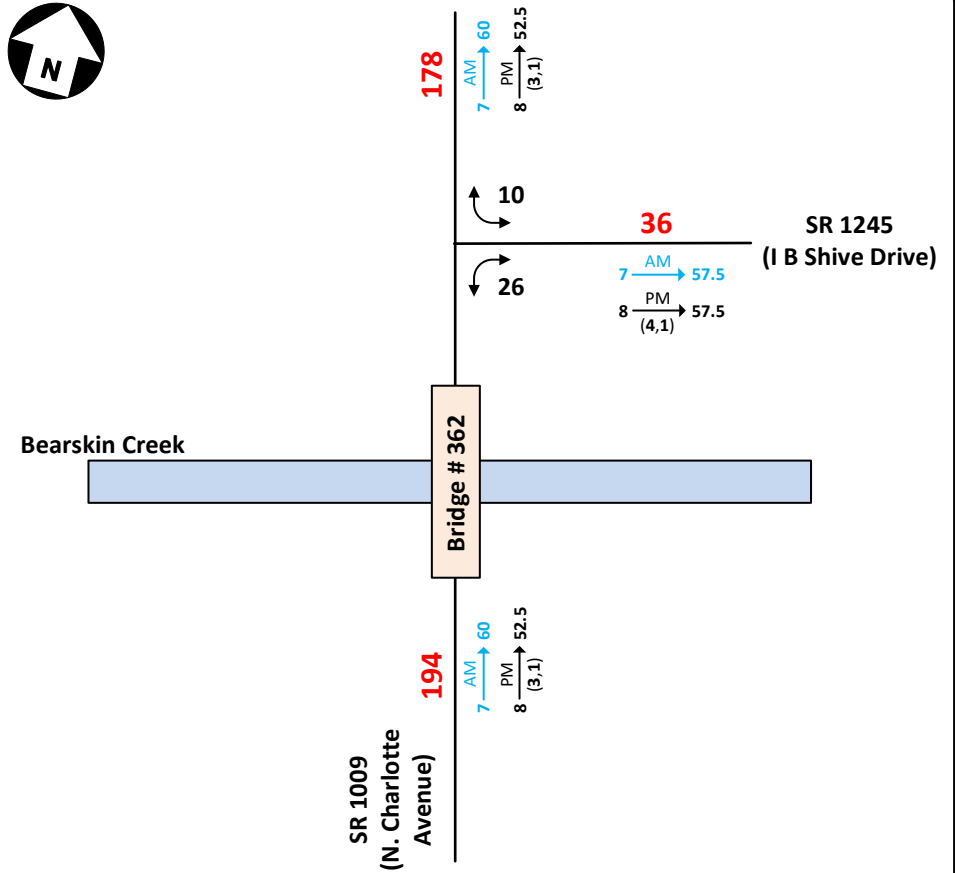 N
178
7 AM 60
8 PM 52.5
(3,1)
10
26
36
SR 1245
(I B Shive Drive)
7 AM 57.5
8 PM 57.5
(4,1)
Bearskin Creek
Bridge # 362
194
7 AM 60
8 PM 52.5
(3,1)
SR 1009
(N. Charlotte
Avenue)